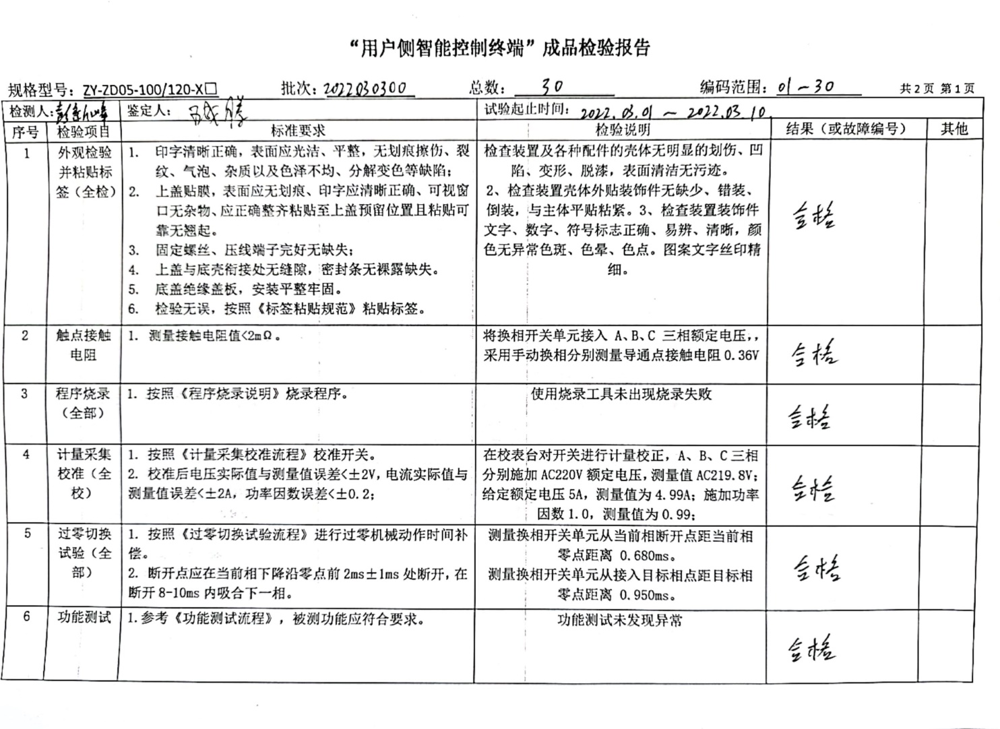 “用户侧智能控制终端”成品检验报告
规格型号：ZY-ZD05-100/120-X□ 批次：2022030300 总数：30 编码范围：01~30 共2页 第1页
检测人： 鉴定人： 试验起止时间：2022.03.01 ~ 2022.03.10.
序号 检验项目 标准要求 检验说明 结果（或故障编号） 其他
1 外观检验
并粘贴标
签（全检）
1. 印字清晰正确，表面应光洁、平整，无划痕擦伤、裂
纹、气泡、杂质以及色泽不均、分解变色等缺陷；
2. 上盖贴膜，表面应无划痕、印字应清晰正确、可视窗
口无杂物、应正确整齐粘贴至上盖预留位置且粘贴可
靠无翘起。
3. 固定螺丝、压线端子完好无缺失；
4. 上盖与底壳衔接处无缝隙，密封条无裸露缺失。
5. 底盖绝缘盖板，安装平整牢固。
6. 检验无误，按照《标签粘贴规范》粘贴标签。
检查装置及各种配件的壳体无明显的划伤、凹
陷、变形、脱漆，表面清洁无污迹。
2、检查装置壳体外贴装饰件无缺少、错装、
倒装，与主体平贴粘紧。3、检查装置装饰件
文字、数字、符号标志正确、易辨、清晰，颜
色无异常色斑、色晕、色点。图案文字丝印精
细。
合格
2 触点接触
电阻
1. 测量接触电阻值<2mΩ。
将换相开关单元接入 A、B、C 三相额定电压，，
采用手动换相分别测量导通点接触电阻 0.36V
合格
3 程序烧录
（全部）
1. 按照《程序烧录说明》烧录程序。
使用烧录工具未出现烧录失败
合格
4 计量采集
校准（全
校）
1. 按照《计量采集校准流程》校准开关。
2. 校准后电压实际值与测量值误差<±2V，电流实际值与
测量值误差<±2A，功率因数误差<±0.2；
在校表台对开关进行计量校正，A、B、C三相
分别施加 AC220V 额定电压，测量值 AC219.8V；
给定额定电压 5A，测量值为 4.99A；施加功率
因数 1.0，测量值为 0.99；
合格
5 过零切换
试验（全
部）
1. 按照《过零切换试验流程》进行过零机械动作时间补
偿。
2. 断开点应在当前相下降沿零点前 2ms±1ms 处断开，在
断开 8-10ms 内吸合下一相。
测量换相开关单元从当前相断开点距当前相
零点距离 0.680ms。
测量换相开关单元从接入目标相点距目标相
零点距离 0.950ms。
合格
6 功能测试
1.参考《功能测试流程》，被测功能应符合要求。
功能测试未发现异常
合格